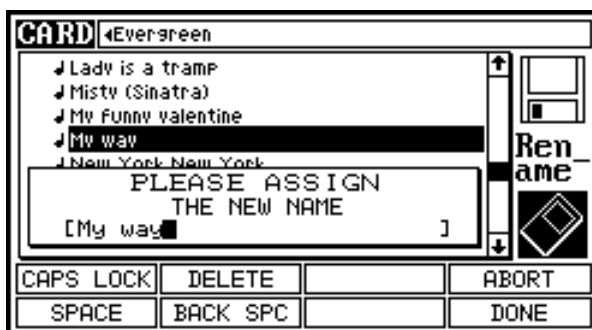 CARD ◂Evergreen
Lady is a tramp
Misty (Sinatra)
My funny valentine
My way
New York New York
Ren_
ame
PLEASE ASSIGN
THE NEW NAME
[My way ]
CAPS LOCK DELETE ABORT
SPACE BACK SPC DONE